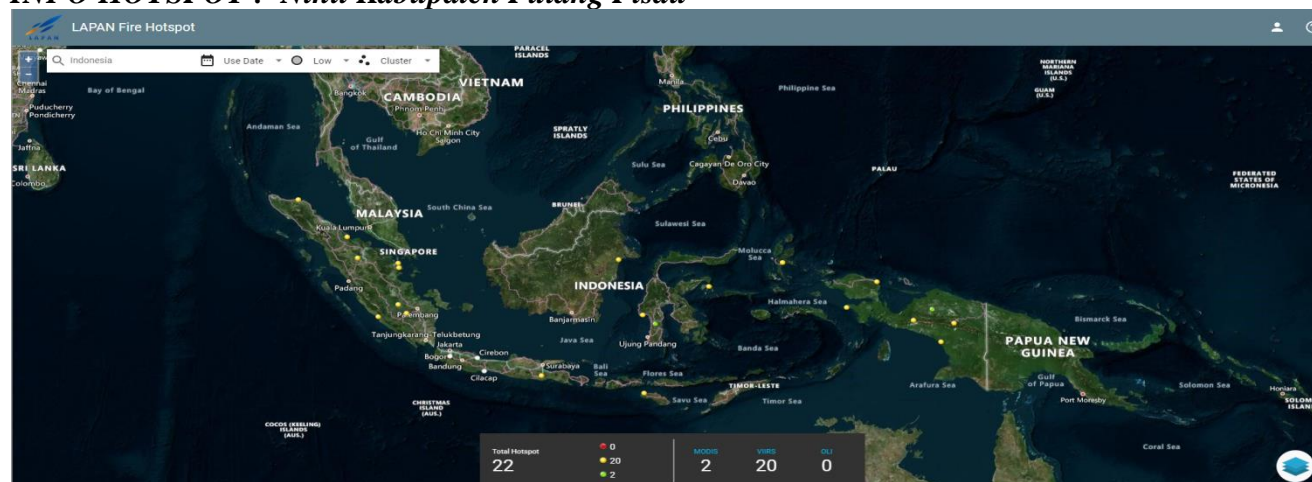 INFO HOTSPOT : Nihil Kabupaten Pulang Pisau
LAPAN
LAPAN Fire Hotspot
Indonesia
Use Date
Low
Cluster
+
-
Chennai
Madras
Bay of Bengal
Puducherry
Pondicherry
Jaffna
SRI LANKA
Colombo
Andaman Sea
Bangkok
VIETNAM
CAMBODIA
Phnom Penh
Ho Chi Minh City
Saigon
Gulf
of Thailand
PARACEL
ISLANDS
SPRATLY
ISLANDS
Manila
PHILIPPINES
Philippine Sea
Cebu
Sulu Sea
Cagayan De Oro City
Davao
NORTHERN
MARIANA
ISLANDS
(U.S.)
GUAM
(U.S.)
PALAU
FEDERATED
STATES OF
MICRONESIA
MALAYSIA
Kuala Lumpur
South China Sea
BRUNEI
Sulawesi Sea
SINGAPORE
Padang
Molucca
Sea
INDONESIA
Halmahera Sea
Palembang
Banjarmasin
Tanjungkarang-Telukbetung
Jakarta
Java Sea
Ujung Pandang
Banda Sea
Bogor
Cirebon
Bandung
Surabaya
Bali
Sea
Cilacap
Flores Sea
TIMOR-LESTE
Savu Sea
Timor Sea
Arafura Sea
Bismarck Sea
PAPUA NEW
GUINEA
Gulf
of Papua
Port Moresby
Solomon Sea
Honiara
CHRISTMAS
ISLAND
(AUS.)
COCOS (KEELING)
ISLANDS
(AUS.)
Coral Sea
Total Hotspot
22
0
20
2
MODIS
2
VIIRS
20
OLI
0